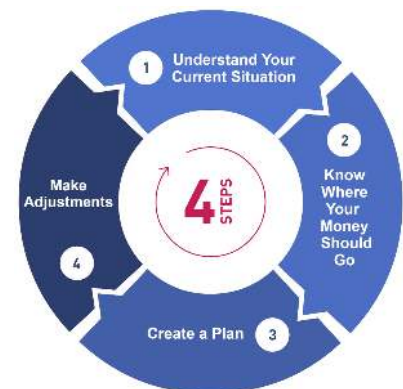 1
Understand Your
Current Situation
2
Know
Where
Your
Money
Should
Go
3
Create a Plan
4
Make
Adjustments
4
STEPS